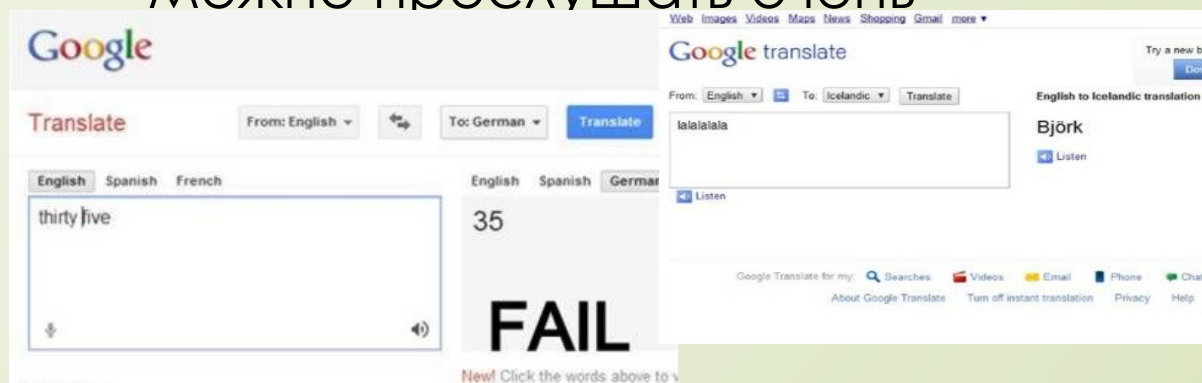 можно прослушать очень
Google
Translate
From: English
To: German
Translate
English Spanish French
thirty five
English Spanish German
35
FAIL
New! Click the words above to
Web Images Videos Maps News Shopping Gmail more ▼
Google translate
Try a new
From: English To: Icelandic Translate
lalalalala
Listen
English to Icelandic translation
Björk
Listen
Google Translate for my: Searches Videos Email Phone Chat
About Google Translate Turn off instant translation Privacy Help